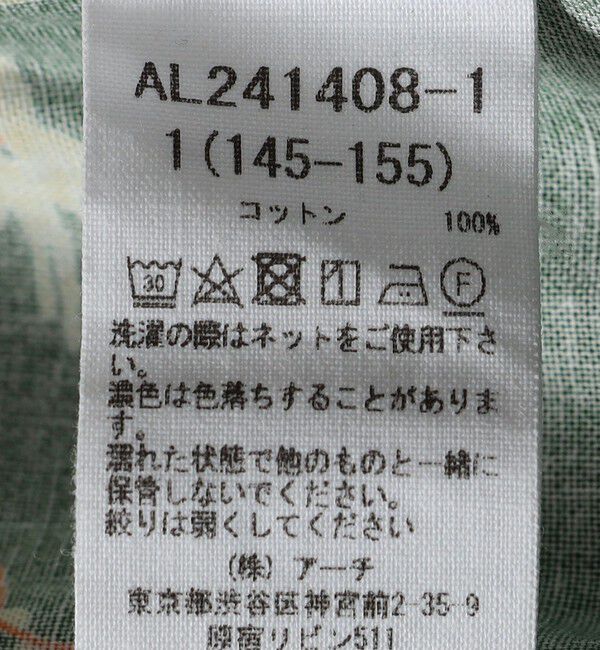 AL241408-1
1(145-155)
コットン 100%
30
F
洗濯の際はネットをご使用下さ
い。
濃色は色落ちすることがありま
す。
濡れた状態で他のものと一緒に
保管しないでください。
絞りは弱くしてください
(株) アーチ
東京都渋谷区神宮前2-35-9
原宿リビン511